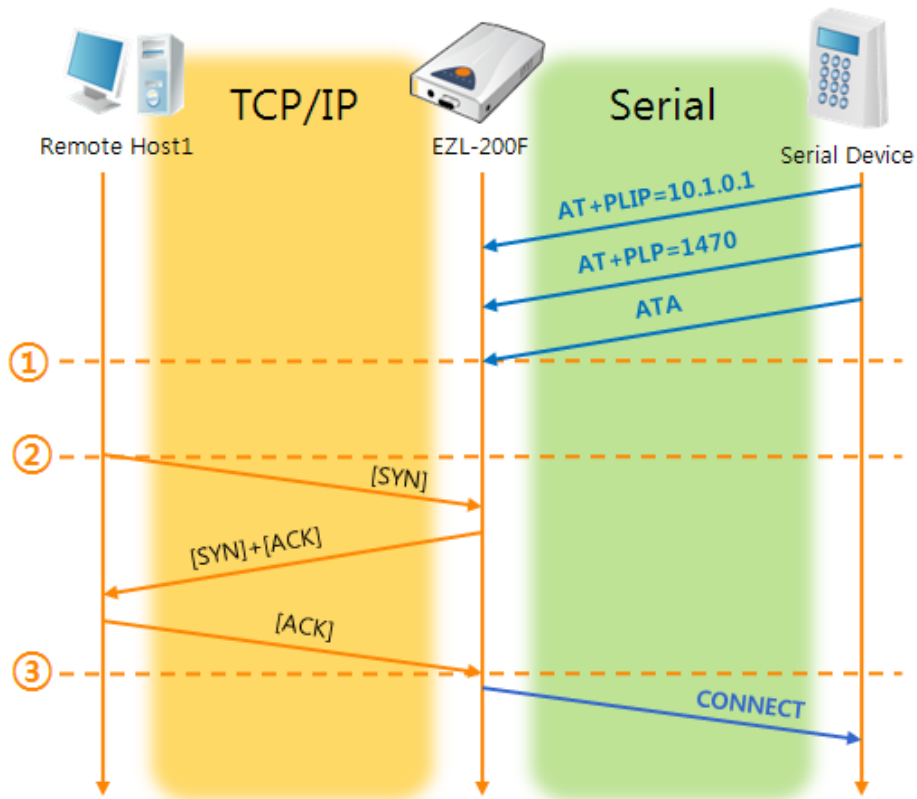 TCP/IP
Serial
Remote Host1
EZL-200F
Serial Device
AT+PLIP=10.1.0.1
AT+PLP=1470
ATA
①
②
[SYN]
[SYN]+[ACK]
[ACK]
③
CONNECT